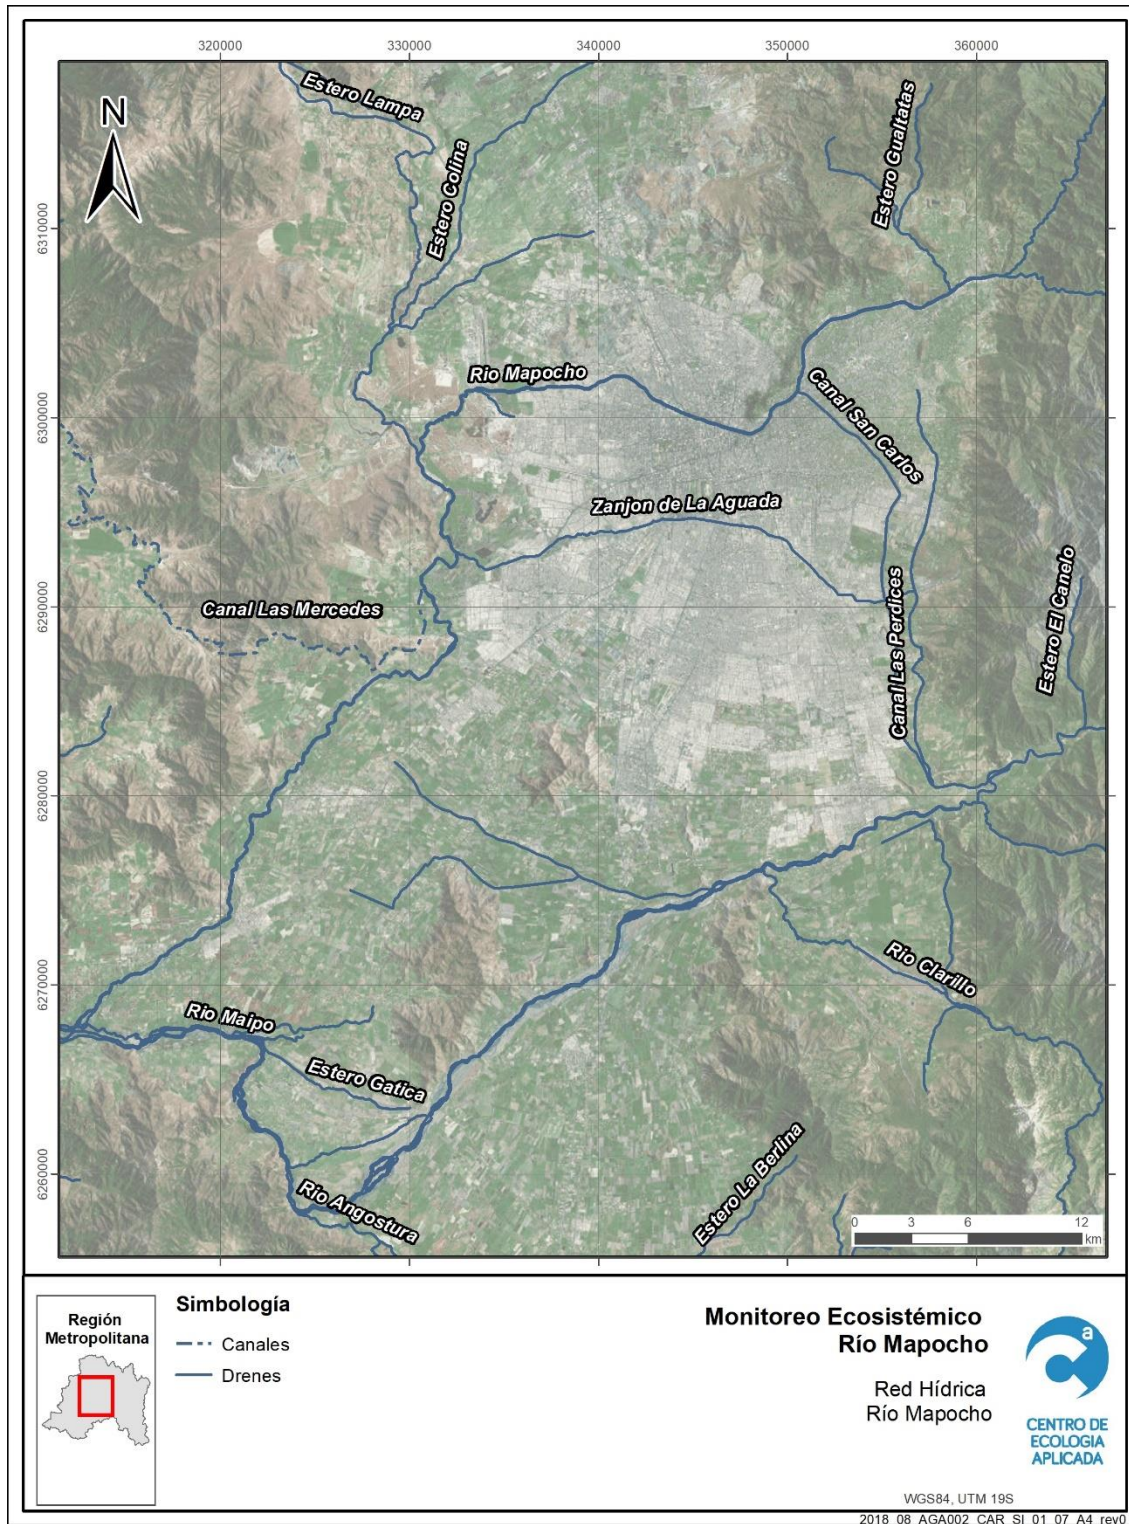 320000
330000
340000
350000
360000
Estero Lampa
Estero Colina
Estero Gualtatas
N
6310000
6300000
6290000
6280000
6270000
6260000
Rio Mapocho
Canal San Carlos
Zanjon de La Aguada
Canal Las Mercedes
Canal Las Perdices
Estero El Canelo
Rio Clarillo
Rio Maipo
Estero Gatica
Rio Angostura
Estero La Berlina
0 3 6 12
km
Región
Metropolitana
Simbología
Canales
Drenes
Monitoreo Ecosistémico
Río Mapocho
Red Hídrica
Río Mapocho
a
CENTRO DE
ECOLOGIA
APLICADA
WGS84, UTM 19S
2018_08_AGA002_CAR_SI_01_07_A4_rev0